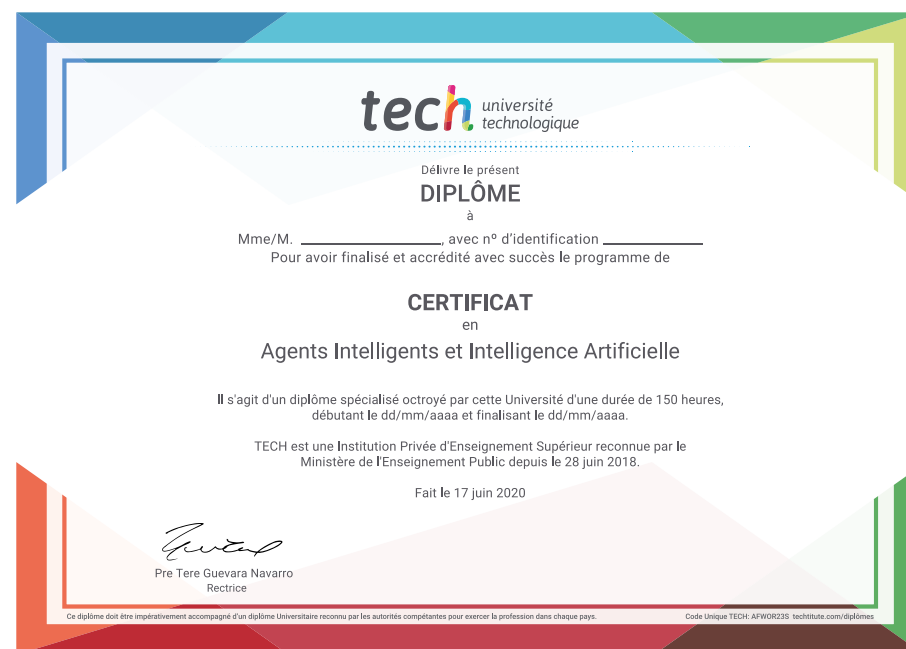 tech université
technologique
Délivre le présent
DIPLÔME
à
Mme/M. ____________________, avec nº d'identification ______________
Pour avoir finalisé et accrédité avec succès le programme de
CERTIFICAT
en
Agents Intelligents et Intelligence Artificielle
Il s'agit d'un diplôme spécialisé octroyé par cette Université d'une durée de 150 heures,
débutant le dd/mm/aaaa et finalisant le dd/mm/aaaa.
TECH est une Institution Privée d'Enseignement Supérieur reconnue par le
Ministère de l'Enseignement Public depuis le 28 juin 2018.
Fait le 17 juin 2020
Pre Tere Guevara Navarro
Rectrice
Ce diplôme doit être impérativement accompagné d'un diplôme Universitaire reconnu par les autorités compétantes pour exercer la profession dans chaque pays.
Code Unique TECH: AFWOR23S techtitute.com/diplômes